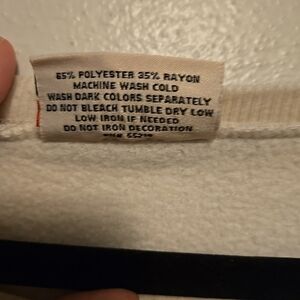 65% POLYESTER 35% RAYON
MACHINE WASH COLD
WASH DARK COLORS SEPARATELY
DO NOT BLEACH TUMBLE DRY LOW
LOW IRON IF NEEDED
DO NOT IRON DECORATION